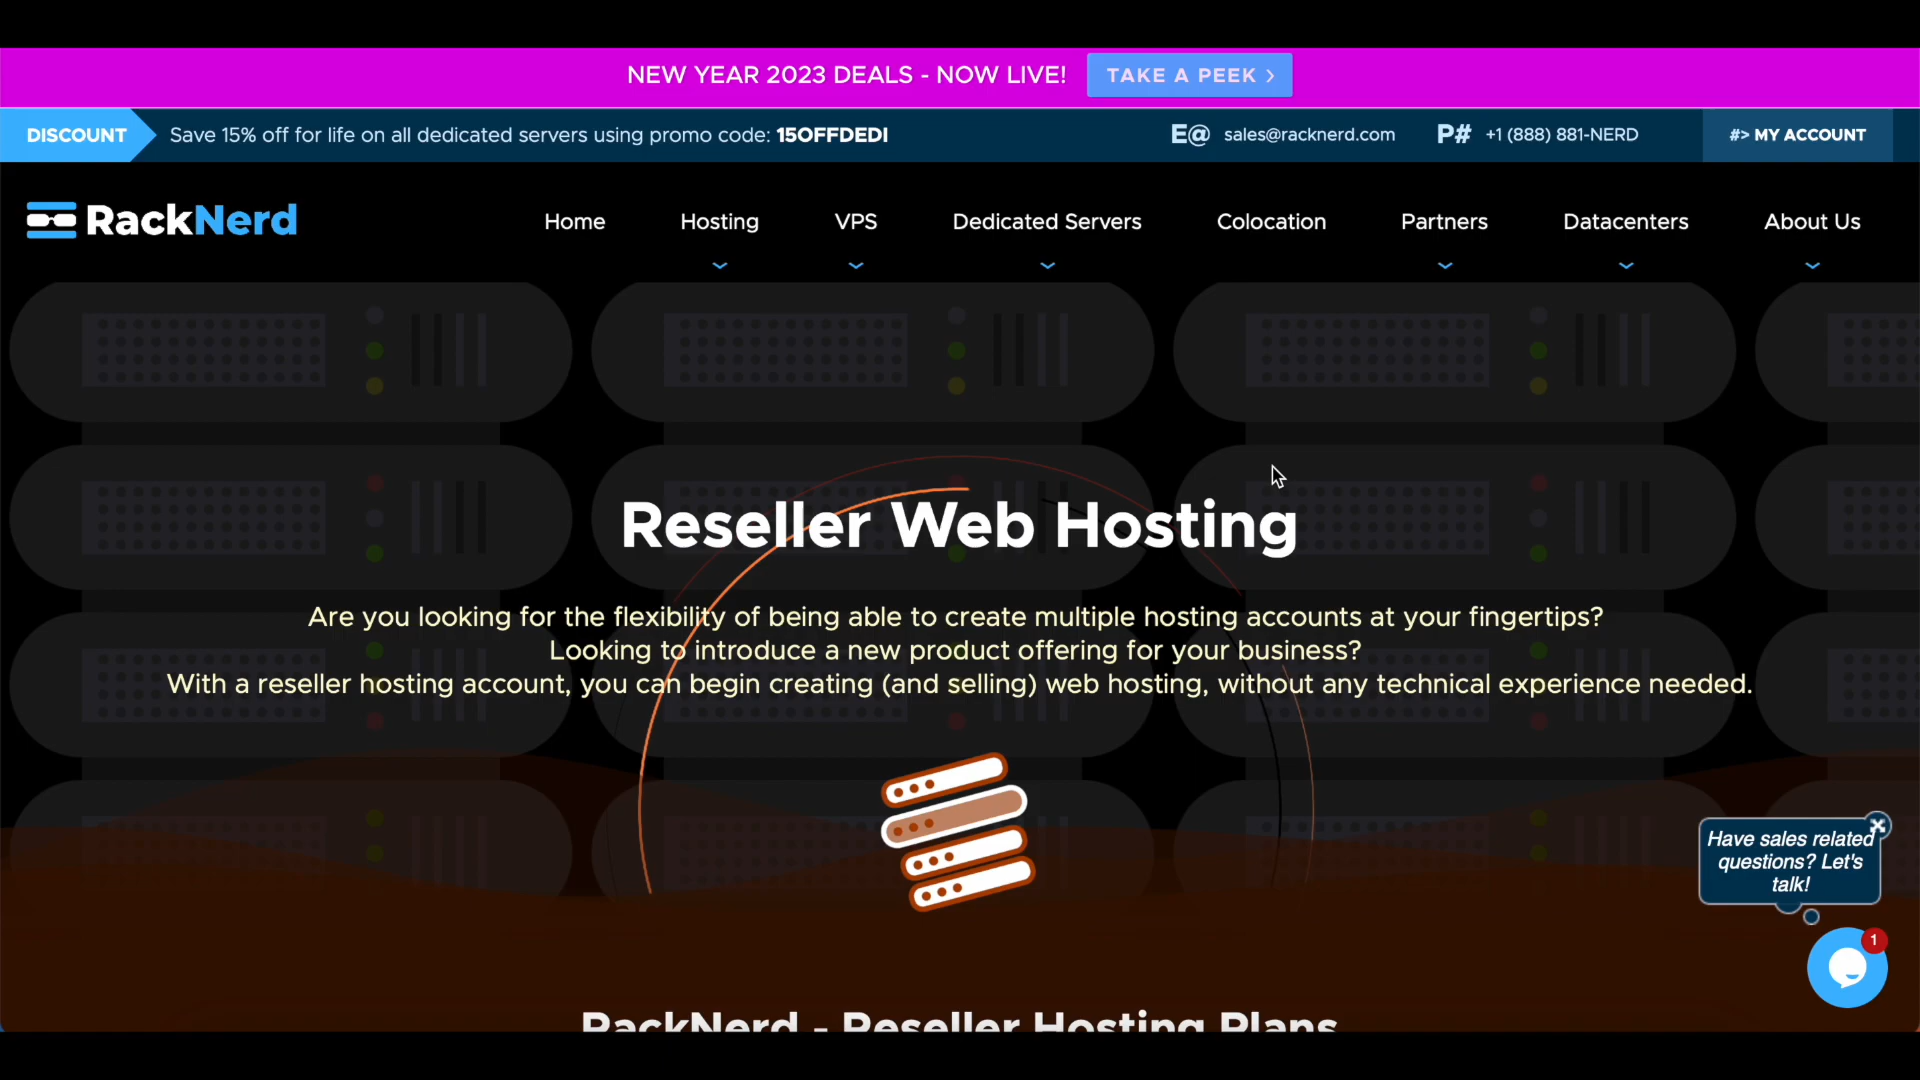 NEW YEAR 2023 DEALS - NOW LIVE! TAKE A PEEK >
DISCOUNT Save 15% off for life on all dedicated servers using promo code: 15OFFDEDI E@ sales@racknerd.com P# +1 (888) 881-NERD #> MY ACCOUNT
RackNerd Home Hosting VPS Dedicated Servers Colocation Partners Datacenters About Us
Reseller Web Hosting
Are you looking for the flexibility of being able to create multiple hosting accounts at your fingertips?
Looking to introduce a new product offering for your business?
With a reseller hosting account, you can begin creating (and selling) web hosting, without any technical experience needed.
Have sales related
questions? Let's
talk!
1
RackNerd - Reseller Hosting Plans